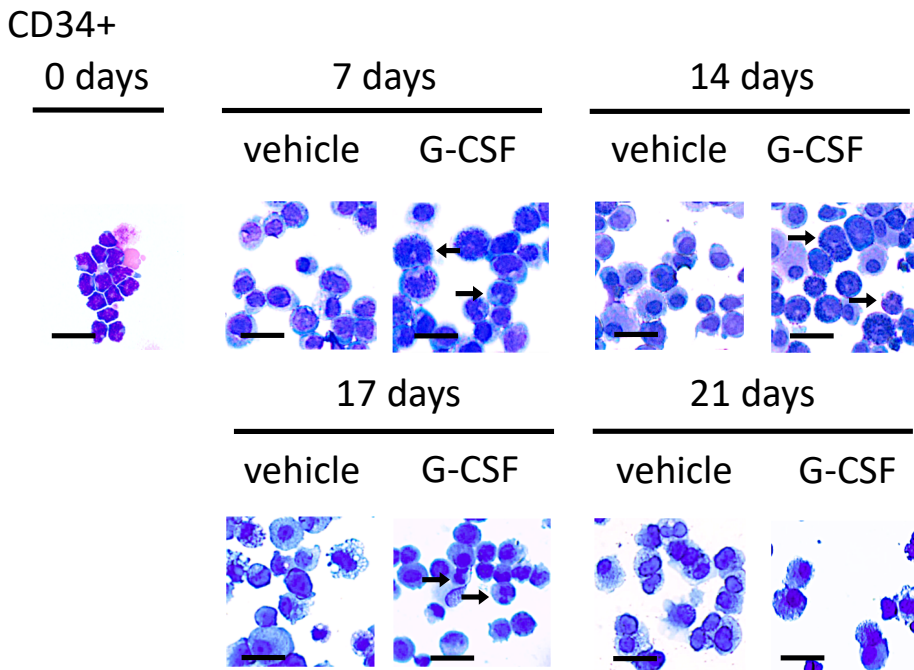 CD34+
0 days
7 days
14 days
vehicle
G-CSF
vehicle
G-CSF
17 days
21 days
vehicle
G-CSF
vehicle
G-CSF